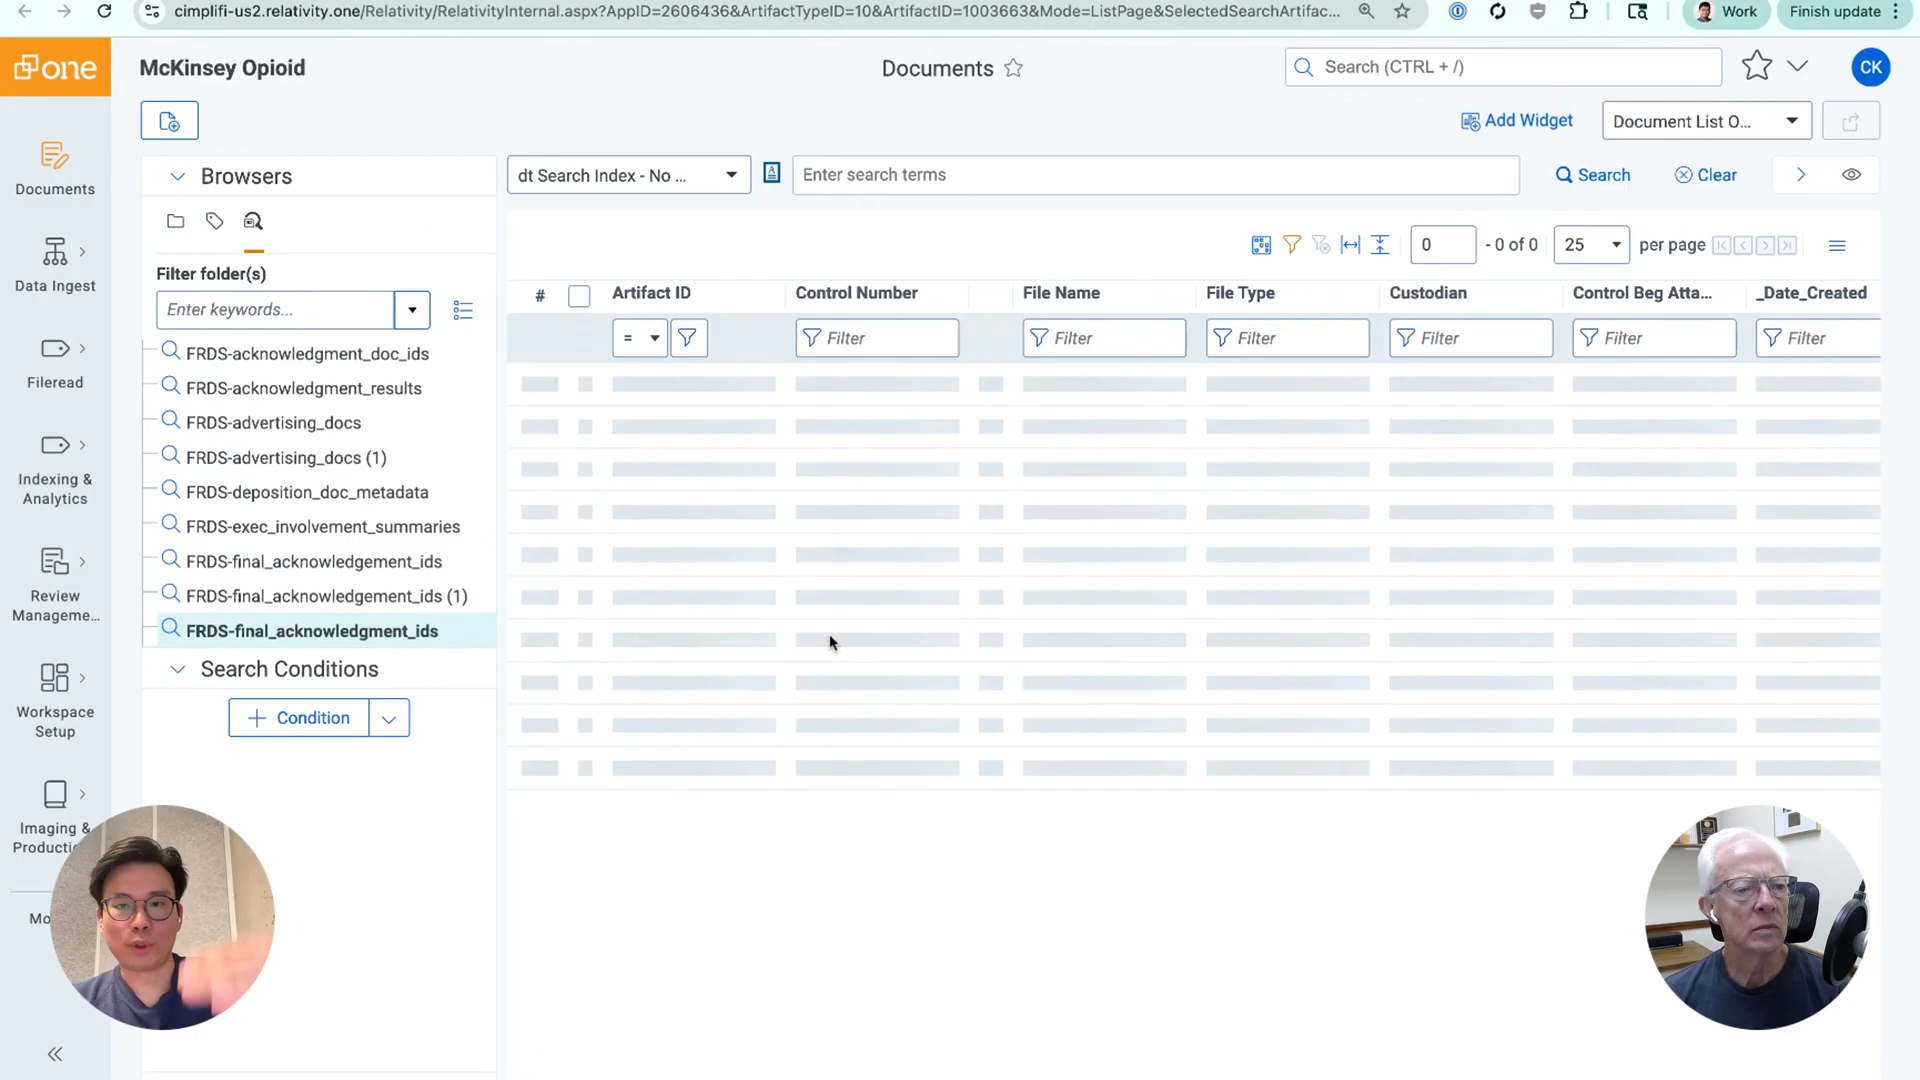 cimplifi-us2.relativity.one/Relativity/RelativityInternal.aspx?AppID=2606436&ArtifactTypeID=10&ArtifactID=1003663&Mode=ListPage&SelectedSearchArtifac...
Work
Finish update
one
McKinsey Opioid
Documents
Search (CTRL + /)
CK
Add Widget
Document List O...
Documents
Browsers
dt Search Index - No ...
Enter search terms
Search
Clear
0
- 0 of 0
25
per page
Data Ingest
Filter folder(s)
Enter keywords...
#
Artifact ID
Control Number
File Name
File Type
Custodian
Control Beg Atta...
_Date_Created
=
Filter
Filter
Filter
Filter
Filter
Filter
Fileread
FRDS-acknowledgment_doc_ids
FRDS-acknowledgment_results
FRDS-advertising_docs
FRDS-advertising_docs (1)
FRDS-deposition_doc_metadata
FRDS-exec_involvement_summaries
FRDS-final_acknowledgement_ids
FRDS-final_acknowledgement_ids (1)
FRDS-final_acknowledgment_ids
Indexing &
Analytics
Review
Manageme...
Search Conditions
Condition
Workspace
Setup
Imaging &